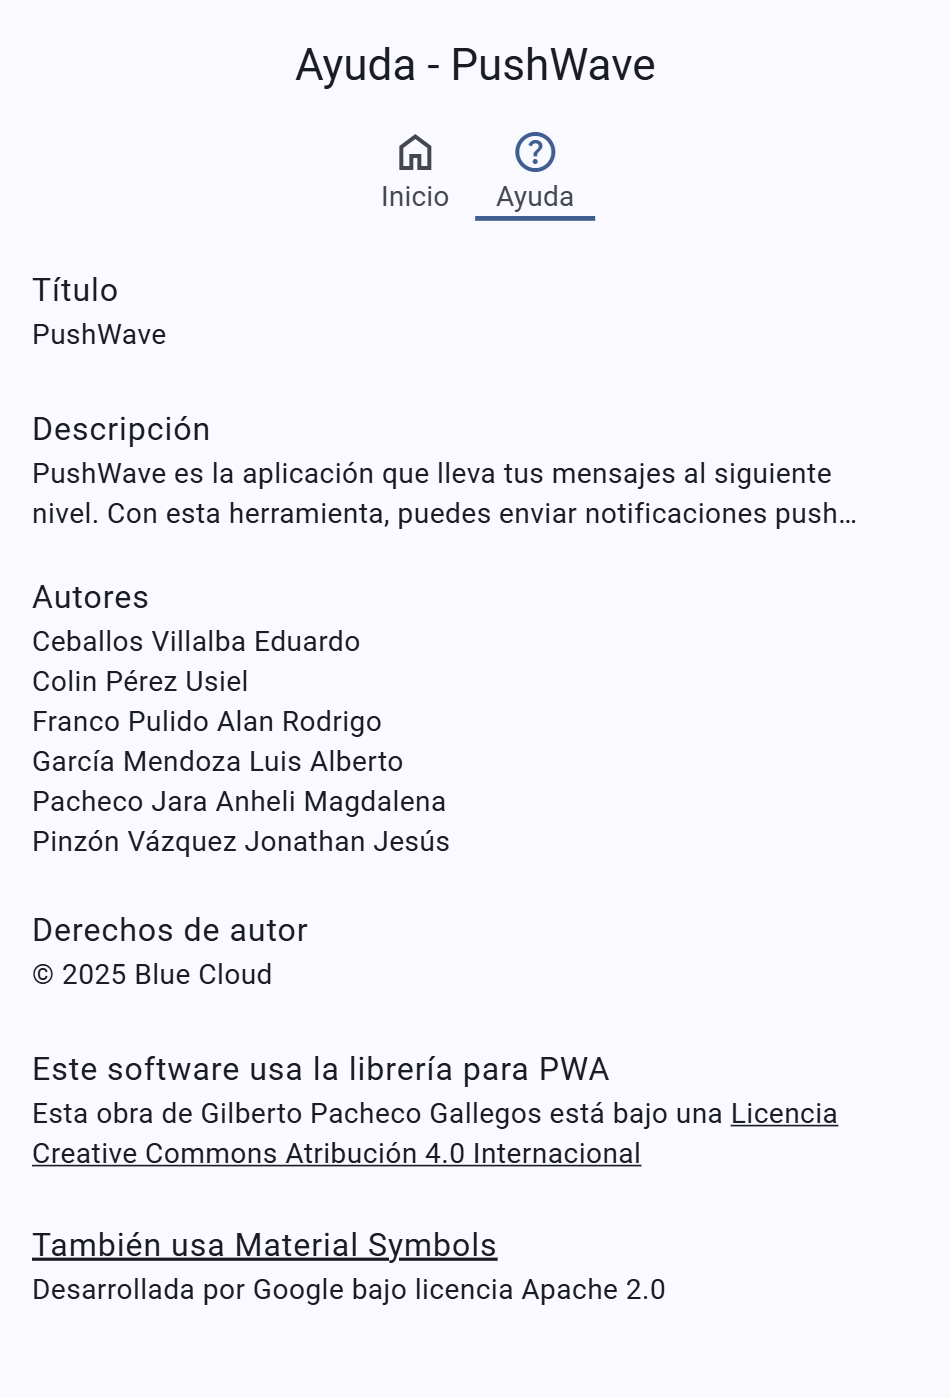 Ayuda - PushWave
Inicio
Ayuda
Título
PushWave
Descripción
PushWave es la aplicación que lleva tus mensajes al siguiente
nivel. Con esta herramienta, puedes enviar notificaciones push…
Autores
Ceballos Villalba Eduardo
Colin Pérez Usiel
Franco Pulido Alan Rodrigo
García Mendoza Luis Alberto
Pacheco Jara Anheli Magdalena
Pinzón Vázquez Jonathan Jesús
Derechos de autor
© 2025 Blue Cloud
Este software usa la librería para PWA
Esta obra de Gilberto Pacheco Gallegos está bajo una Licencia
Creative Commons Atribución 4.0 Internacional
También usa Material Symbols
Desarrollada por Google bajo licencia Apache 2.0